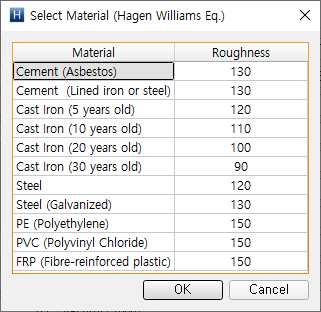 H Select Material (Hagen Williams Eq.)
Material Roughness
Cement (Asbestos) 130
Cement (Lined iron or steel) 130
Cast Iron (5 years old) 120
Cast Iron (10 years old) 110
Cast Iron (20 years old) 100
Cast Iron (30 years old) 90
Steel 120
Steel (Galvanized) 130
PE (Polyethylene) 150
PVC (Polyvinyl Chloride) 150
FRP (Fibre-reinforced plastic) 150
OK Cancel